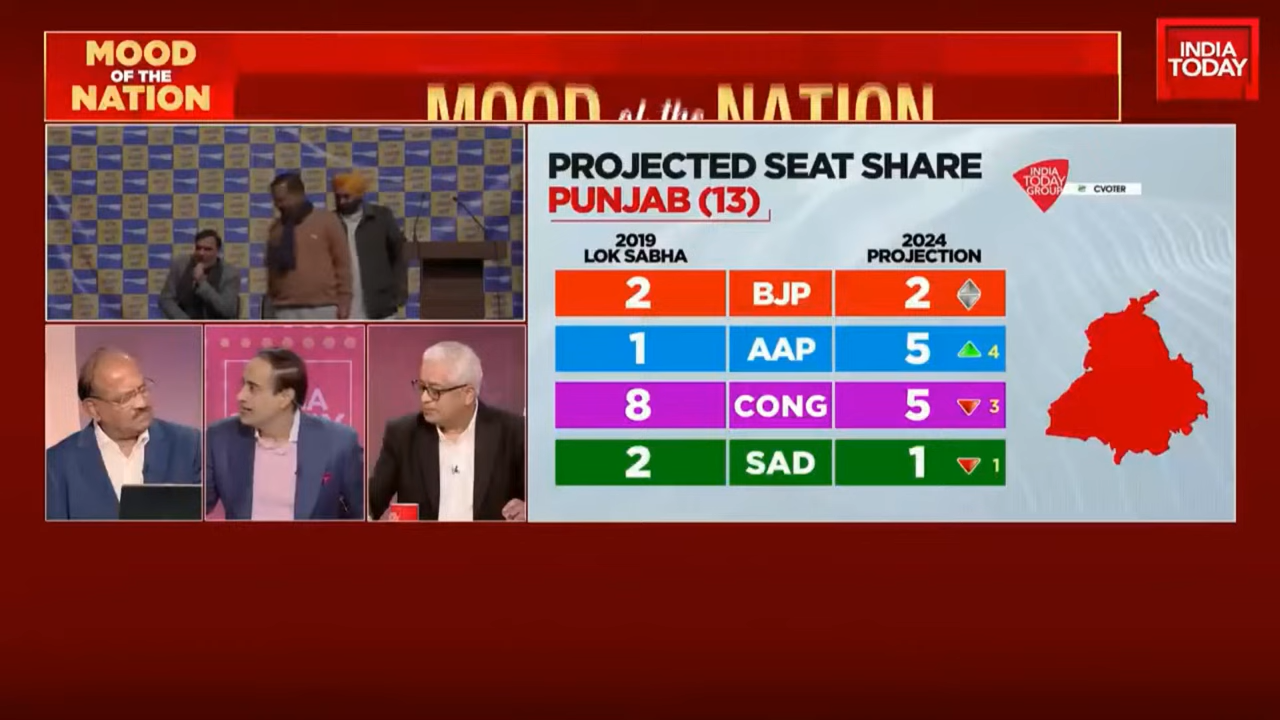 MOOD
OF THE
NATION
MOOD of the NATION
INDIA
TODAY
PROJECTED SEAT SHARE
PUNJAB (13)
INDIA
TODAY
GROUP
CVOTER
2019
LOK SABHA
2024
PROJECTION
2 BJP 2
1 AAP 5 4
8 CONG 5 3
2 SAD 1 1